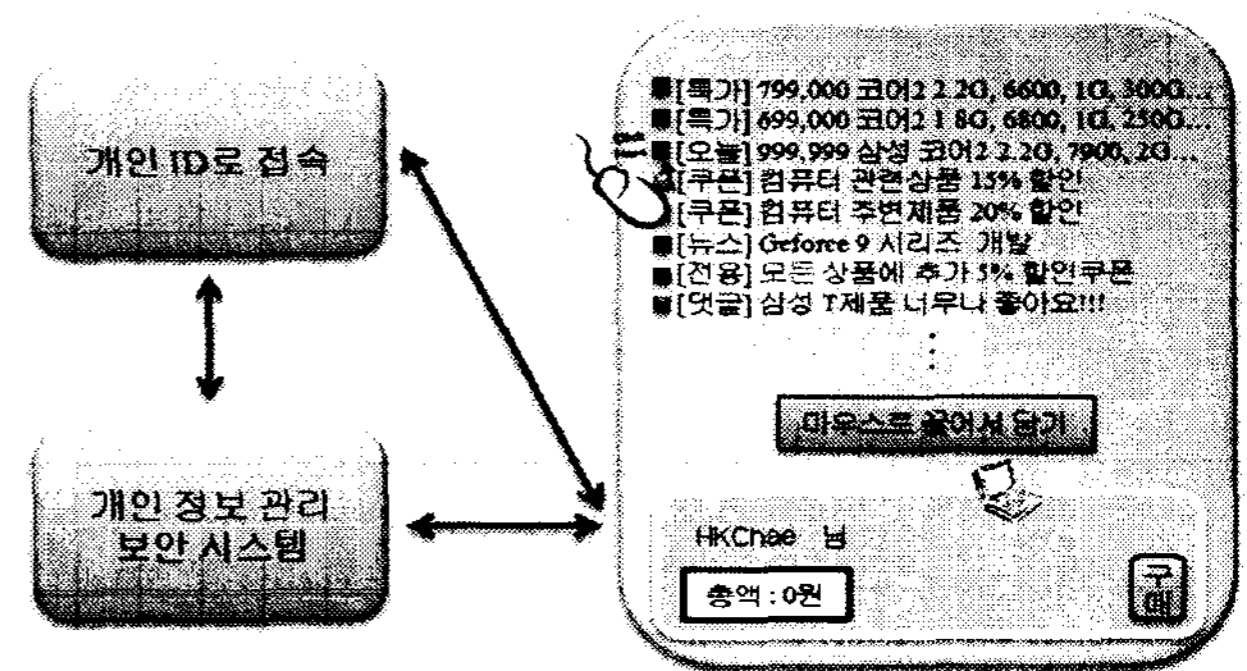 개인 ID로 접속
개인 정보 관리
보안 시스템
[특가] 799,000 코어2 2 2G, 6600, 1G, 300G...
[특가] 699,000 코어2 1 8G, 6800, 1G, 250G...
[오늘] 999,999 삼성 코어2 2.2G, 7900, 2G...
[쿠폰] 컴퓨터 관련상품 15% 할인
[쿠폰] 컴퓨터 주변제품 20% 할인
[뉴스] Geforce 9 시리즈 개발
[전용] 모든 상품에 추가 5% 할인쿠폰
[댓글] 삼성 T제품 너무나 좋아요!!!
마우스로 끌어서 담기
HKChae 님
총액 : 0원
구매